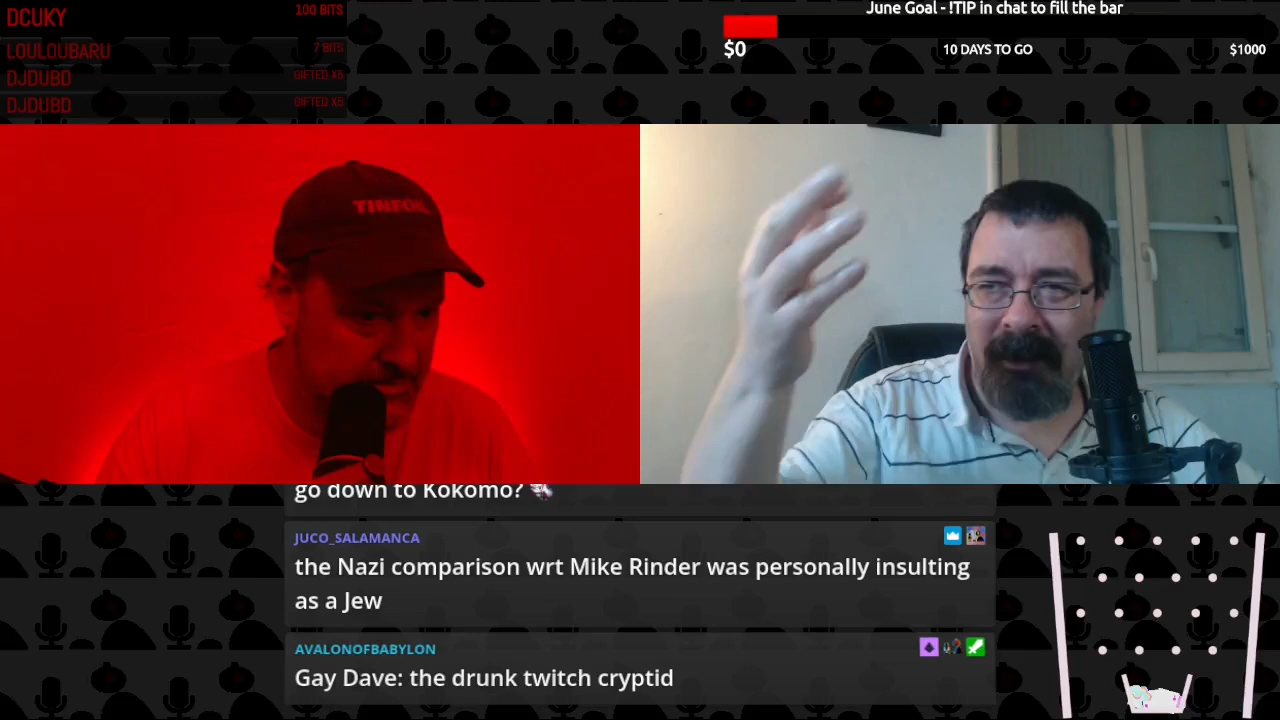 DCUKY
100 BITS
LOULOUBARU
7 BITS
DJDUBD
GIFTED X5
DJDUBD
GIFTED X5
June Goal - !TIP in chat to fill the bar
$0
10 DAYS TO GO
$1000
go down to Kokomo?
JUCO_SALAMANCA
the Nazi comparison wrt Mike Rinder was personally insulting
as a Jew
AVALONOFBABYLON
Gay Dave: the drunk twitch cryptid